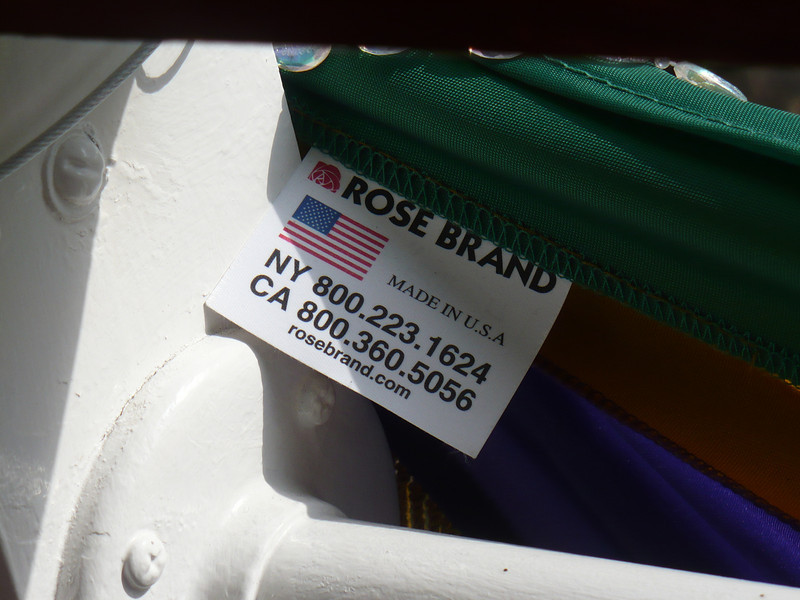 ROSE BRAND
MADE IN U.S.A
NY 800.223.1624
CA 800.360.5056
rosebrand.com